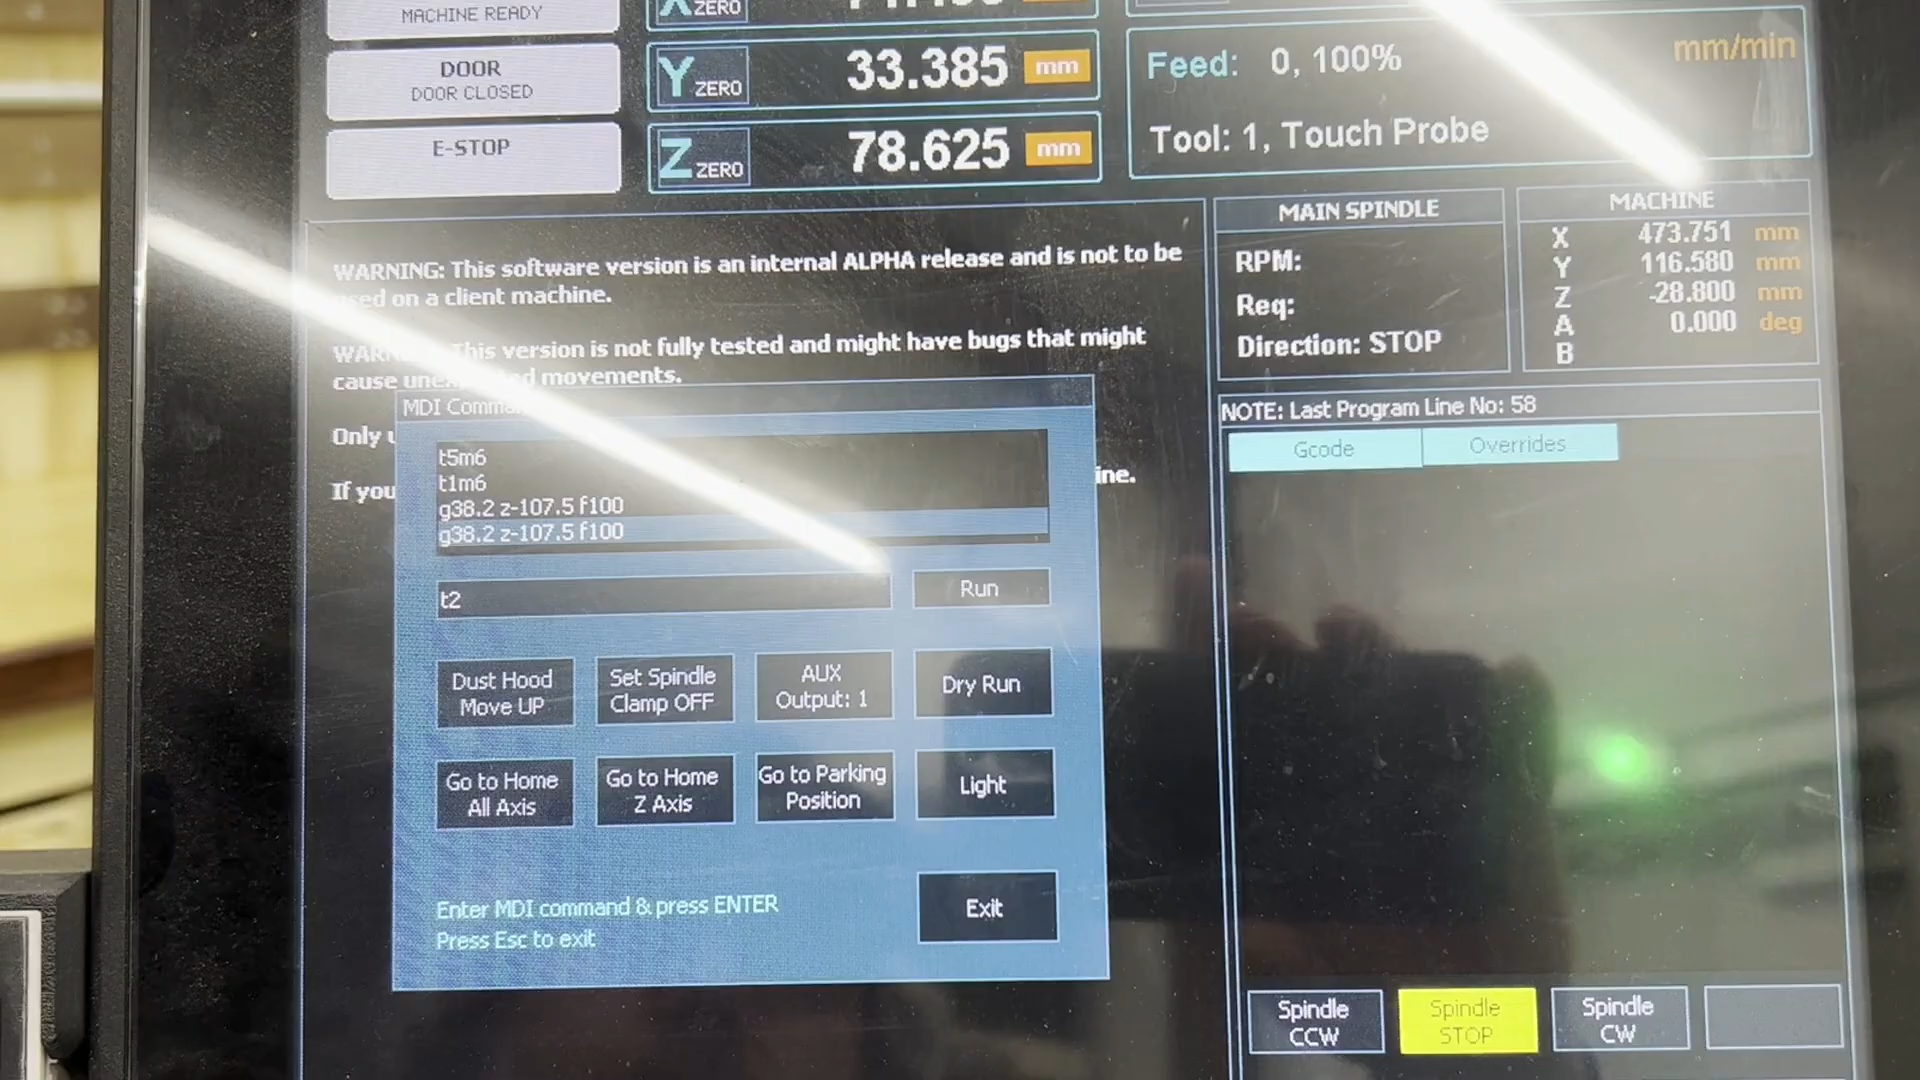 MACHINE READY
ZERO
DOOR
DOOR CLOSED
Y ZERO 33.385 mm
Feed: 0, 100% mm/min
E-STOP
Z ZERO 78.625 mm
Tool: 1, Touch Probe
WARNING: This software version is an internal ALPHA release and is not to be
on a client machine.
This version is not fully tested and might have bugs that might
cause movements.
Only
If you
ine.
MAIN SPINDLE
RPM:
Req:
Direction: STOP
MACHINE
X 473.751 mm
Y 116.580 mm
Z -28.800 mm
A 0.000 deg
B
MDI
t5m6
t1m6
g38.2 z-107.5 f100
g38.2 z-107.5 f100
t2
Run
Dust Hood
Move UP
Set Spindle
Clamp OFF
AUX
Output: 1
Dry Run
Go to Home
All Axis
Go to Home
Z Axis
Go to Parking
Position
Light
Enter MDI command & press ENTER
Press Esc to exit
Exit
NOTE: Last Program Line No: 58
Gcode
Overrides
Spindle
CCW
Spindle
STOP
Spindle
CW